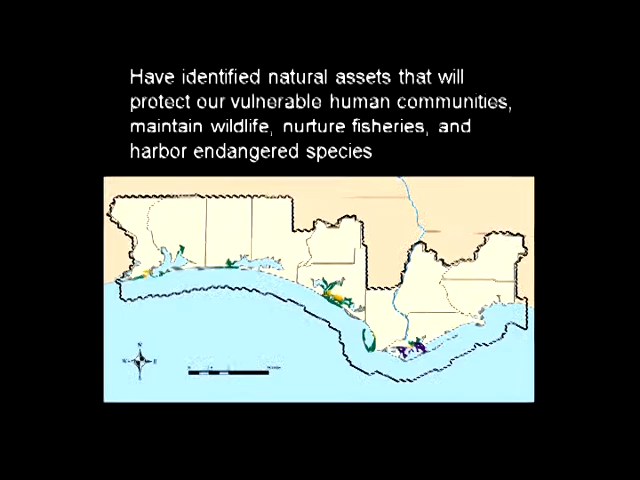 Have identified natural assets that will
protect our vulnerable human communities,
maintain wildlife, nurture fisheries, and
harbor endangered species